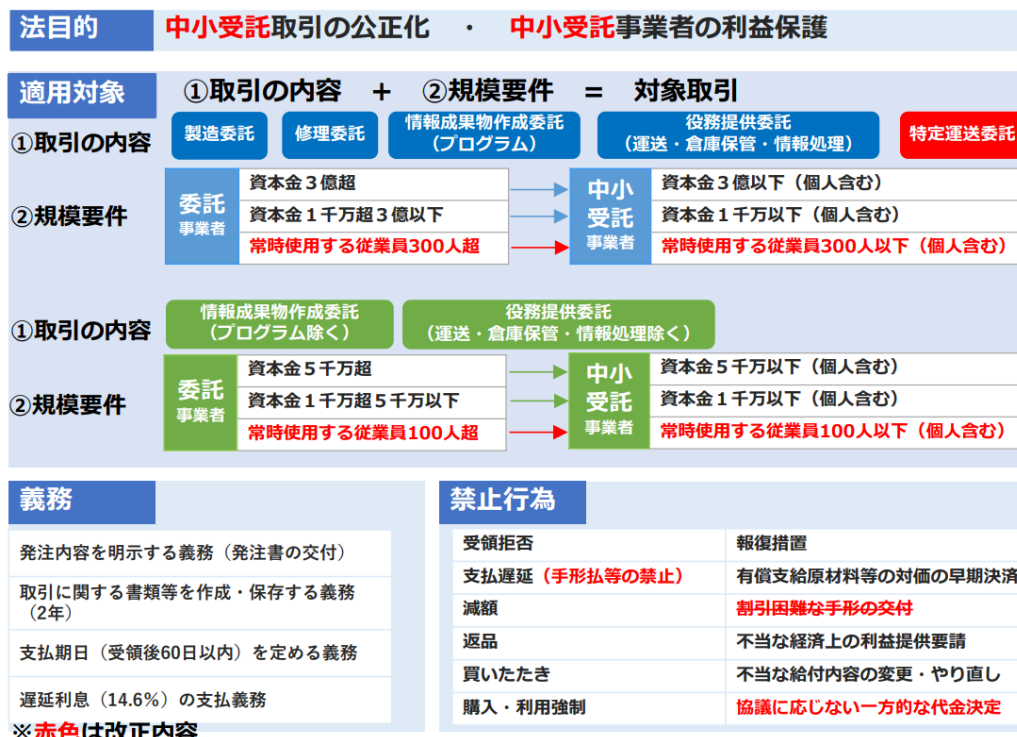 法目的
中小受託取引の公正化 ・ 中小受託事業者の利益保護
適用対象
①取引の内容 + ②規模要件 = 対象取引
①取引の内容
製造委託
修理委託
情報成果物作成委託
(プログラム)
役務提供委託
(運送・倉庫保管・情報処理)
特定運送委託
②規模要件
委託
事業者
資本金3億超
資本金1千万超3億以下
常時使用する従業員300人超
中小
受託
事業者
資本金3億以下(個人含む)
資本金1千万以下(個人含む)
常時使用する従業員300人以下(個人含む)
①取引の内容
情報成果物作成委託
(プログラム除く)
役務提供委託
(運送・倉庫保管・情報処理除く)
②規模要件
委託
事業者
資本金5千万超
資本金1千万超5千万以下
常時使用する従業員100人超
中小
受託
事業者
資本金5千万以下(個人含む)
資本金1千万以下(個人含む)
常時使用する従業員100人以下(個人含む)
義務
発注内容を明示する義務(発注書の交付)
取引に関する書類等を作成・保存する義務
(2年)
支払期日(受領後60日以内)を定める義務
遅延利息(14.6%)の支払義務
※赤色は改正内容
禁止行為
受領拒否
支払遅延(手形払等の禁止)
減額
返品
買いたたき
購入・利用強制
報復措置
有償支給原材料等の対価の早期決済
割引困難な手形の交付
不当な経済上の利益提供要請
不当な給付内容の変更・やり直し
協議に応じない一方的な代金決定